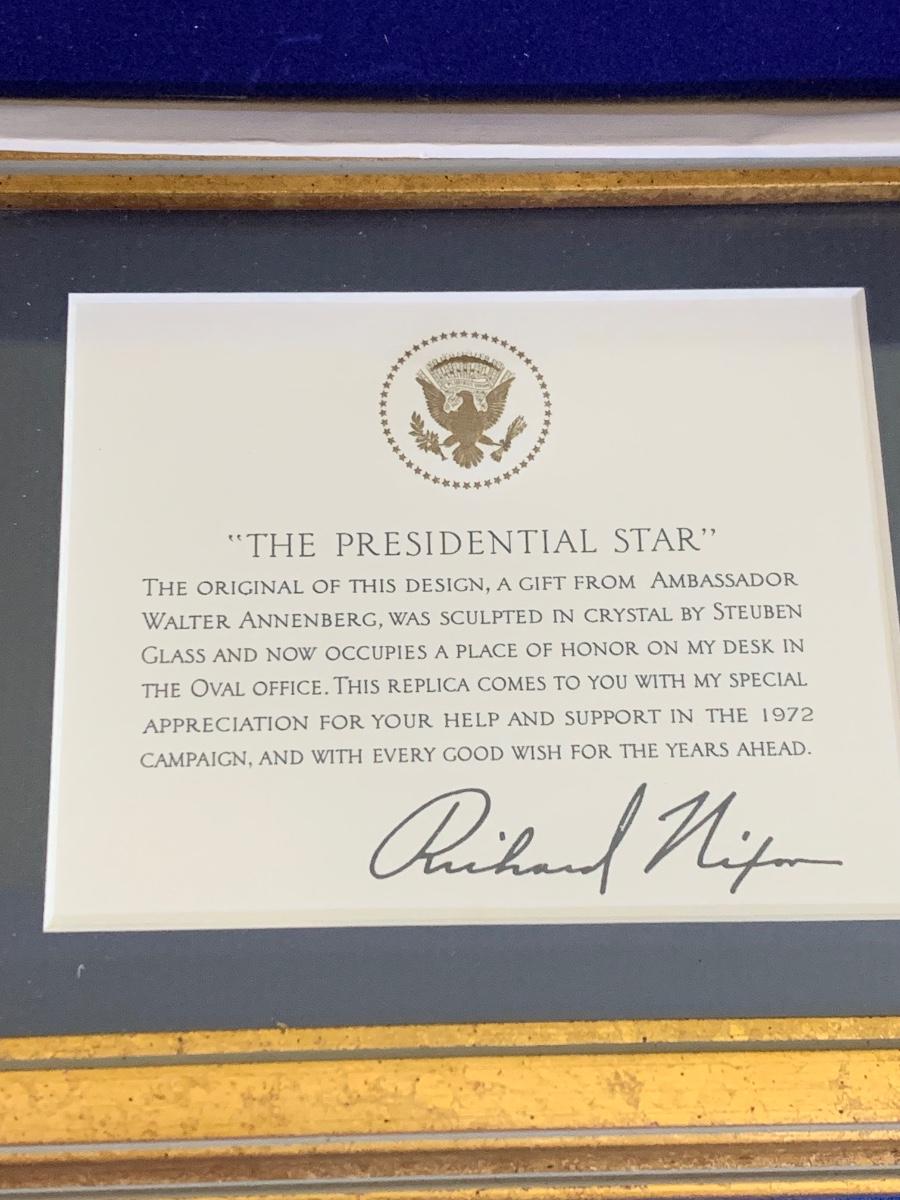 “THE PRESIDENTIAL STAR”
THE ORIGINAL OF THIS DESIGN, A GIFT FROM AMBASSADOR
WALTER ANNENBERG, WAS SCULPTED IN CRYSTAL BY STEUBEN
GLASS AND NOW OCCUPIES A PLACE OF HONOR ON MY DESK IN
THE OVAL OFFICE. THIS REPLICA COMES TO YOU WITH MY SPECIAL
APPRECIATION FOR YOUR HELP AND SUPPORT IN THE 1972
CAMPAIGN, AND WITH EVERY GOOD WISH FOR THE YEARS AHEAD.
Richard Nixon